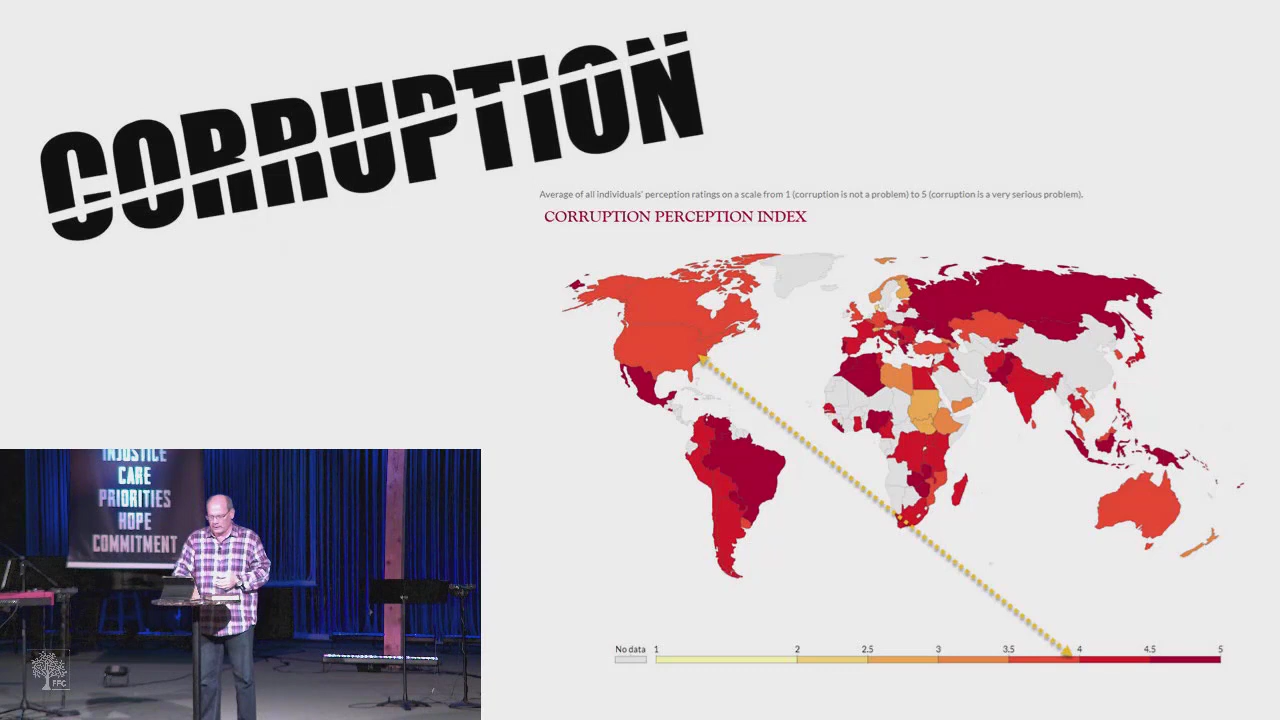 CORRUPTION
Average of all individuals' perception ratings on a scale from 1 (corruption is not a problem) to 5 (corruption is a very serious problem).
CORRUPTION PERCEPTION INDEX
No data 1 2 2.5 3 3.5 4 4.5 5
INJUSTICE
CARE
PRIORITIES
HOPE
COMMITMENT
FPC